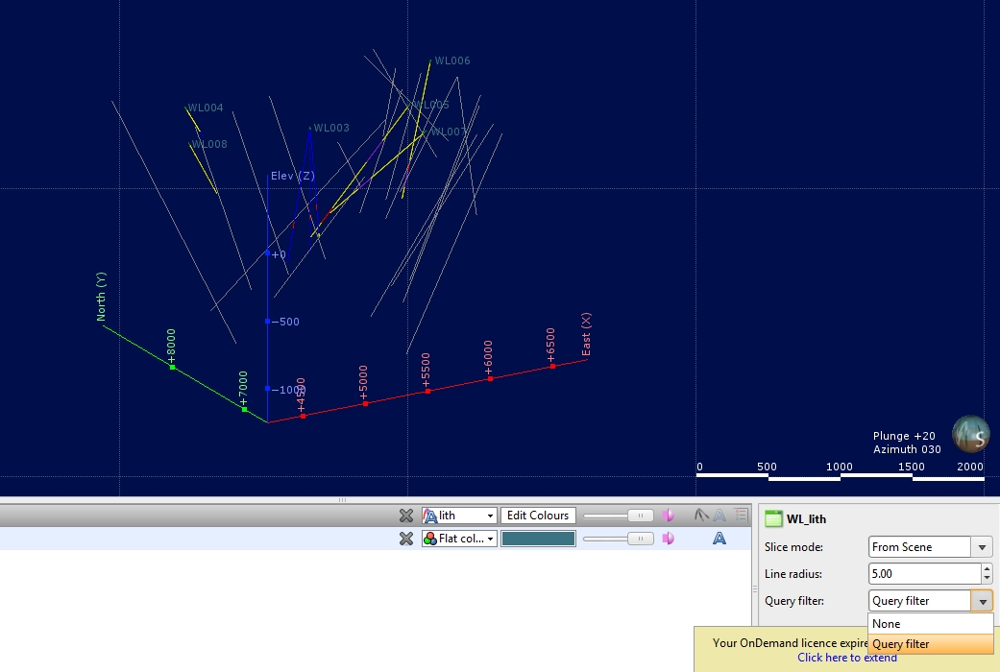 WL006
WL004
WL005
WL003
WL007
WL008
Elev (Z)
+0
North (Y)
−500
East (X)
+8000
+6500
+6000
+5500
+5000
+7000
−1000
+4500
Plunge +20
Azimuth 030
0 500 1000 1500 2000
lith
Edit Colours
WL_lith
Flat col...
Slice mode: From Scene
Line radius: 5.00
Query filter: Query filter
None
Query filter
Your OnDemand licence expire
Click here to extend